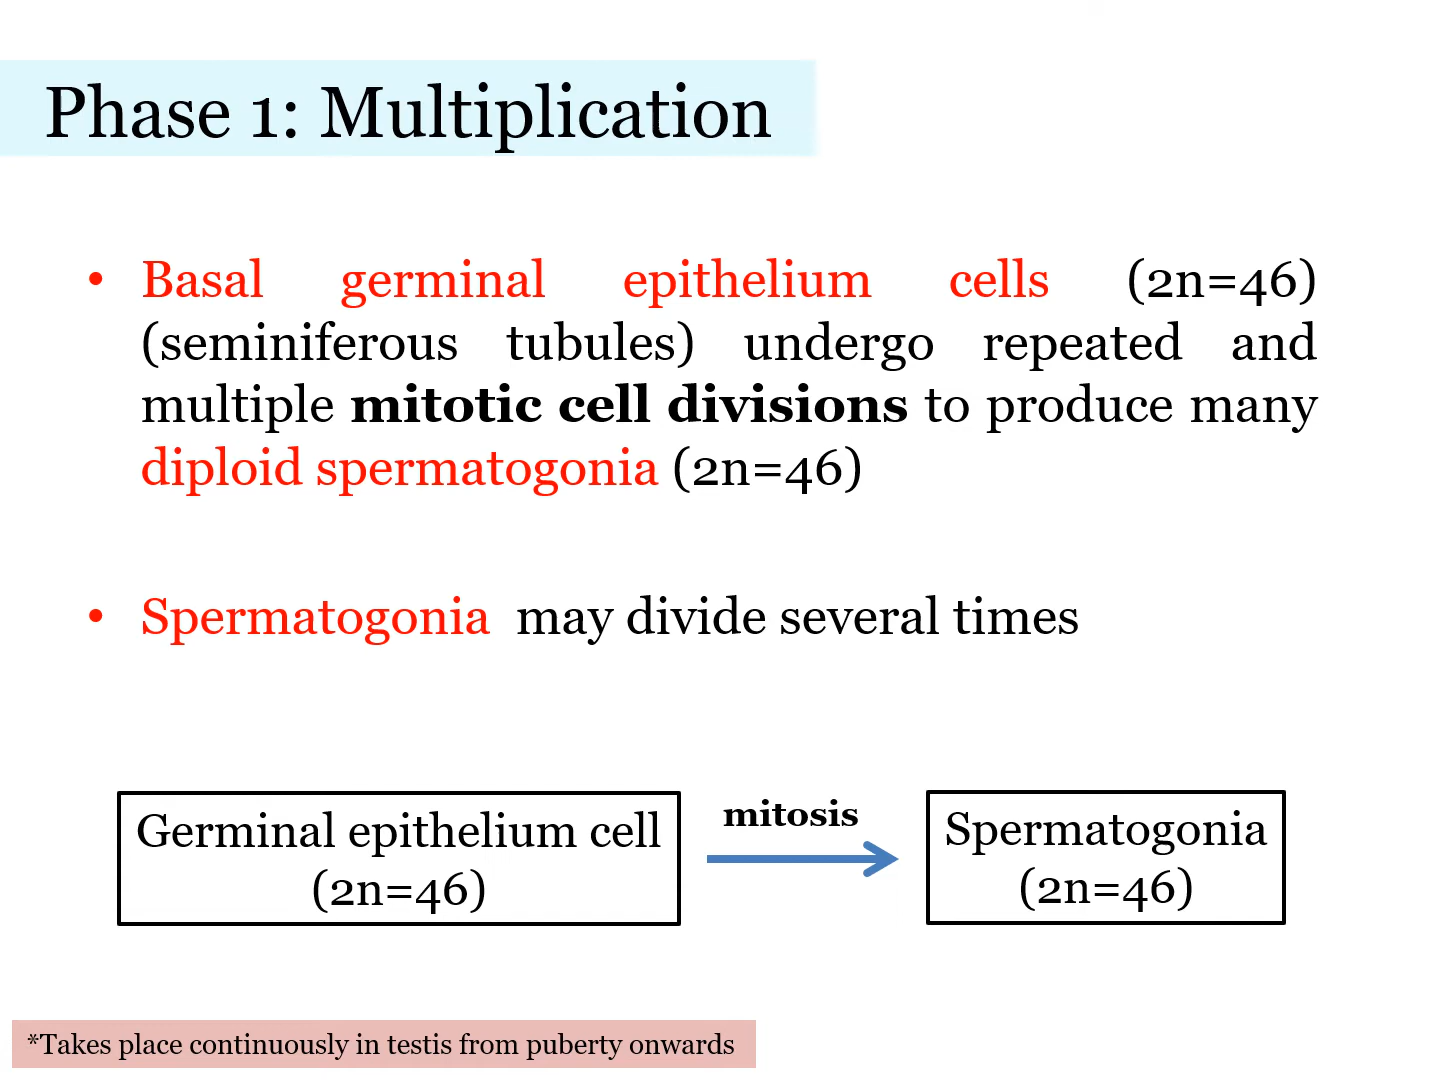 Phase 1: Multiplication
• Basal germinal epithelium cells (2n=46)
(seminiferous tubules) undergo repeated and
multiple mitotic cell divisions to produce many
diploid spermatogonia (2n=46)
• Spermatogonia may divide several times
Germinal epithelium cell
(2n=46)
mitosis
Spermatogonia
(2n=46)
*Takes place continuously in testis from puberty onwards